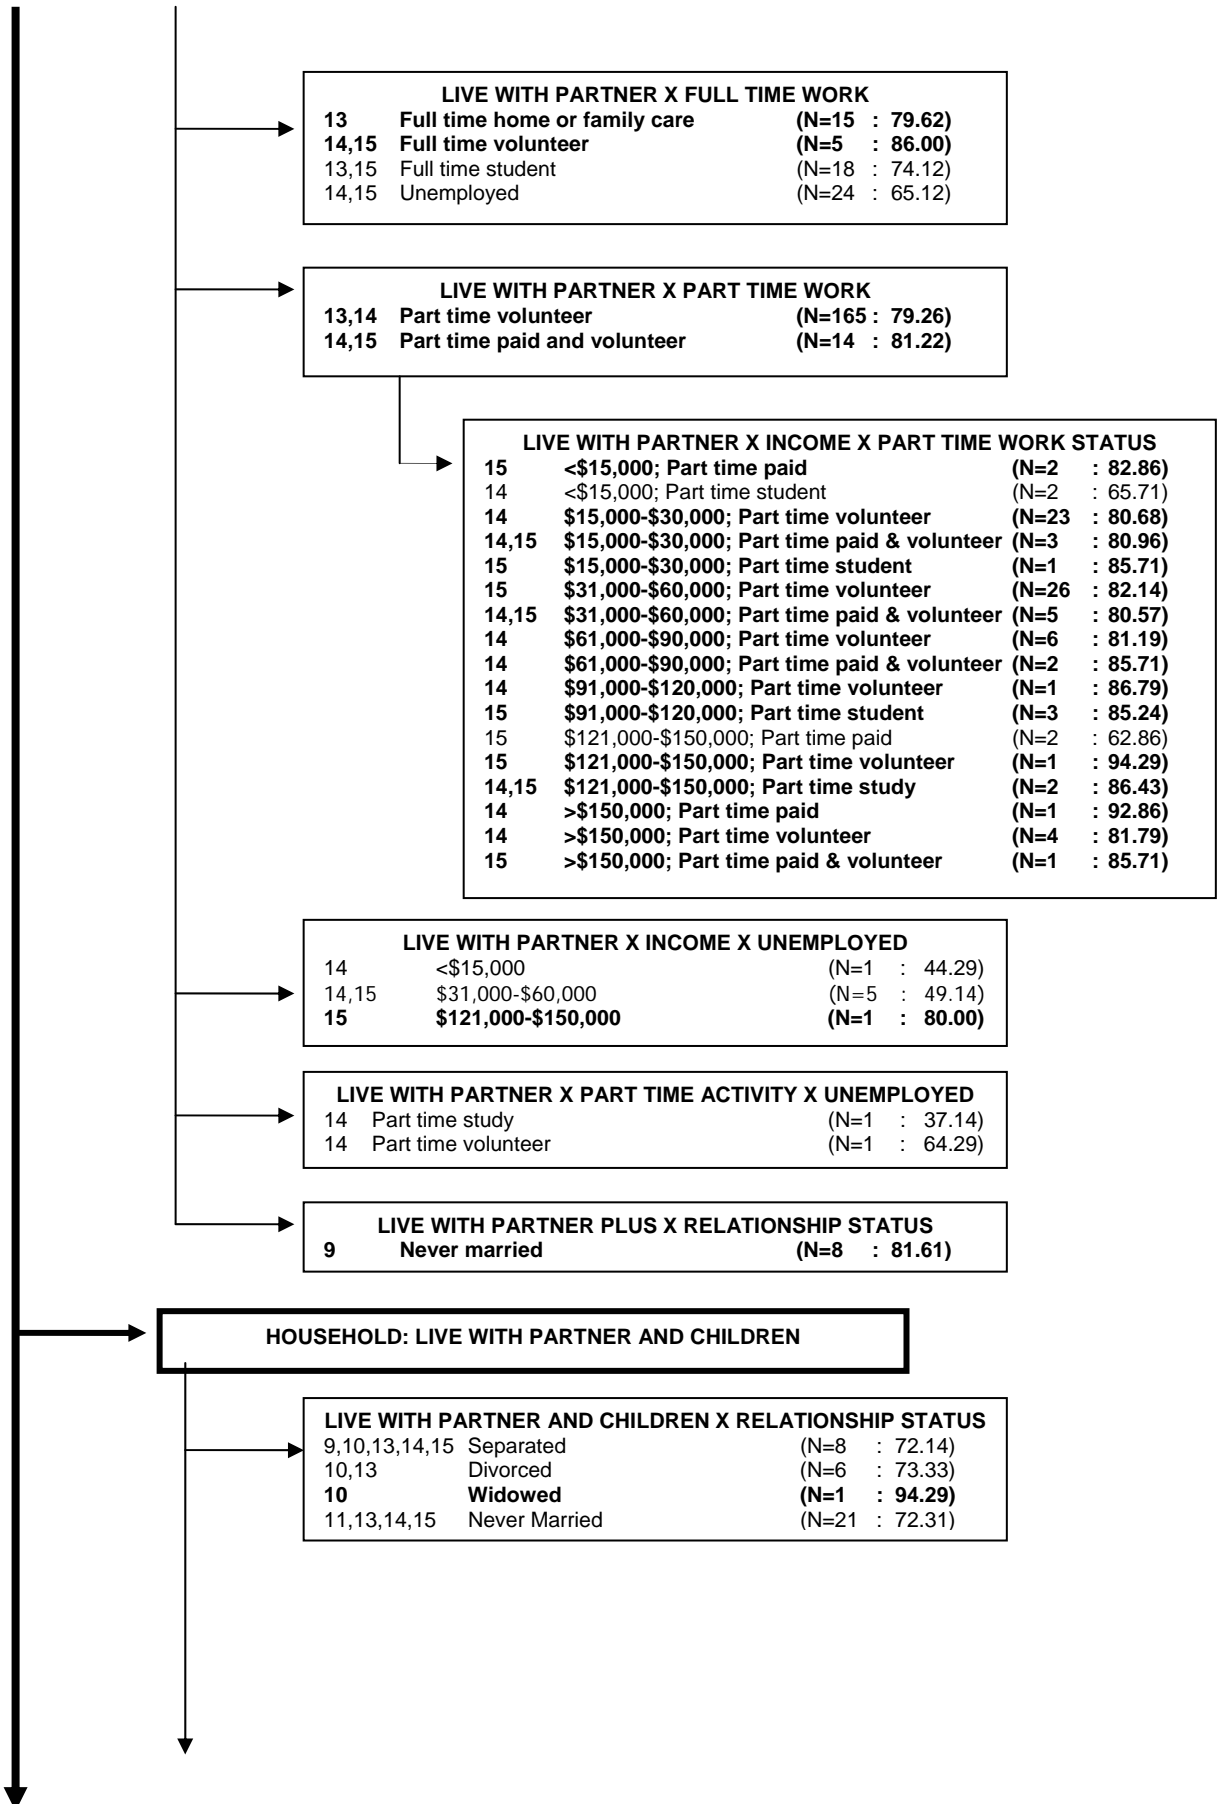 LIVE WITH PARTNER X FULL TIME WORK
13 Full time home or family care (N=15 : 79.62)
14,15 Full time volunteer (N=5 : 86.00)
13,15 Full time student (N=18 : 74.12)
14,15 Unemployed (N=24 : 65.12)
LIVE WITH PARTNER X PART TIME WORK
13,14 Part time volunteer (N=165 : 79.26)
14,15 Part time paid and volunteer (N=14 : 81.22)
LIVE WITH PARTNER X INCOME X PART TIME WORK STATUS
15 <$15,000; Part time paid (N=2 : 82.86)
14 <$15,000; Part time student (N=2 : 65.71)
14 $15,000-$30,000; Part time volunteer (N=23 : 80.68)
14,15 $15,000-$30,000; Part time paid & volunteer (N=3 : 80.96)
15 $15,000-$30,000; Part time student (N=1 : 85.71)
15 $31,000-$60,000; Part time volunteer (N=26 : 82.14)
14,15 $31,000-$60,000; Part time paid & volunteer (N=5 : 80.57)
14 $61,000-$90,000; Part time volunteer (N=6 : 81.19)
14 $61,000-$90,000; Part time paid & volunteer (N=2 : 85.71)
14 $91,000-$120,000; Part time volunteer (N=1 : 86.79)
15 $91,000-$120,000; Part time student (N=3 : 85.24)
15 $121,000-$150,000; Part time paid (N=2 : 62.86)
15 $121,000-$150,000; Part time volunteer (N=1 : 94.29)
14,15 $121,000-$150,000; Part time study (N=2 : 86.43)
14 >$150,000; Part time paid (N=1 : 92.86)
14 >$150,000; Part time volunteer (N=4 : 81.79)
15 >$150,000; Part time paid & volunteer (N=1 : 85.71)
LIVE WITH PARTNER X INCOME X UNEMPLOYED
14 <$15,000 (N=1 : 44.29)
14,15 $31,000-$60,000 (N=5 : 49.14)
15 $121,000-$150,000 (N=1 : 80.00)
LIVE WITH PARTNER X PART TIME ACTIVITY X UNEMPLOYED
14 Part time study (N=1 : 37.14)
14 Part time volunteer (N=1 : 64.29)
LIVE WITH PARTNER PLUS X RELATIONSHIP STATUS
9 Never married (N=8 : 81.61)
HOUSEHOLD: LIVE WITH PARTNER AND CHILDREN
LIVE WITH PARTNER AND CHILDREN X RELATIONSHIP STATUS
9,10,13,14,15 Separated (N=8 : 72.14)
10,13 Divorced (N=6 : 73.33)
10 Widowed (N=1 : 94.29)
11,13,14,15 Never Married (N=21 : 72.31)